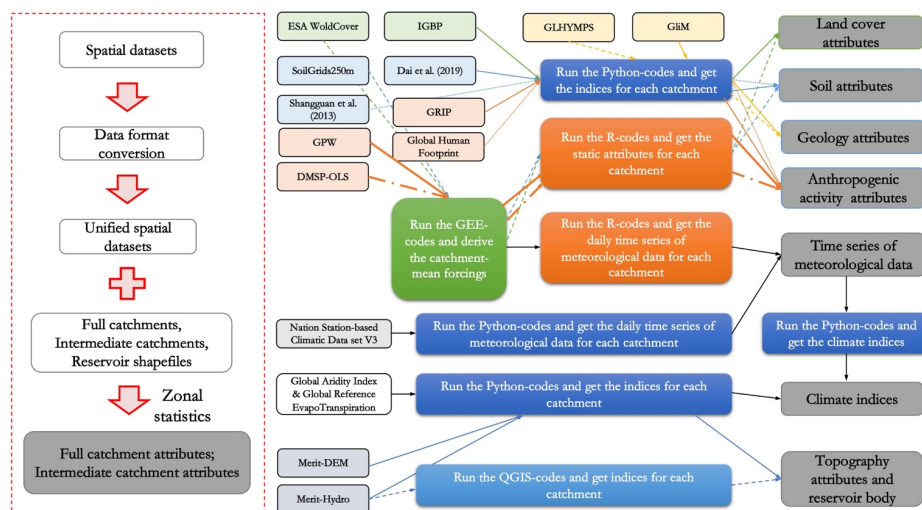 Spatial datasets
Data format
conversion
Unified spatial
datasets
Full catchments,
Intermediate catchments,
Reservoir shapefiles
Zonal
statistics
Full catchment attributes;
Intermediate catchment attributes
ESA WoldCover
IGBP
GLHYMPS
GliM
SoilGrids250m
Dai et al. (2019)
Shangguan et al.
(2013)
GRIP
GPW
Global Human
Footprint
DMSP-OLS
Run the Python-codes and get
the indices for each catchment
Run the R-codes and get the
static attributes for each
catchment
Run the GEE-
codes and derive
the catchment-
mean forcings
Run the R-codes and get the
daily time series of
meteorological data for each
catchment
Land cover
attributes
Soil attributes
Geology attributes
Anthropogenic
activity attributes
Time series of
meteorological data
Nation Station-based
Climatic Data set V3
Run the Python-codes and get the daily time series of
meteorological data for each catchment
Run the Python-codes and
get the climate indices
Global Aridity Index
& Global Reference
EvapoTranspiration
Run the Python-codes and get the indices for each
catchment
Climate indices
Merit-DEM
Merit-Hydro
Run the QGIS-codes and get indices for each
catchment
Topography
attributes and
reservoir body